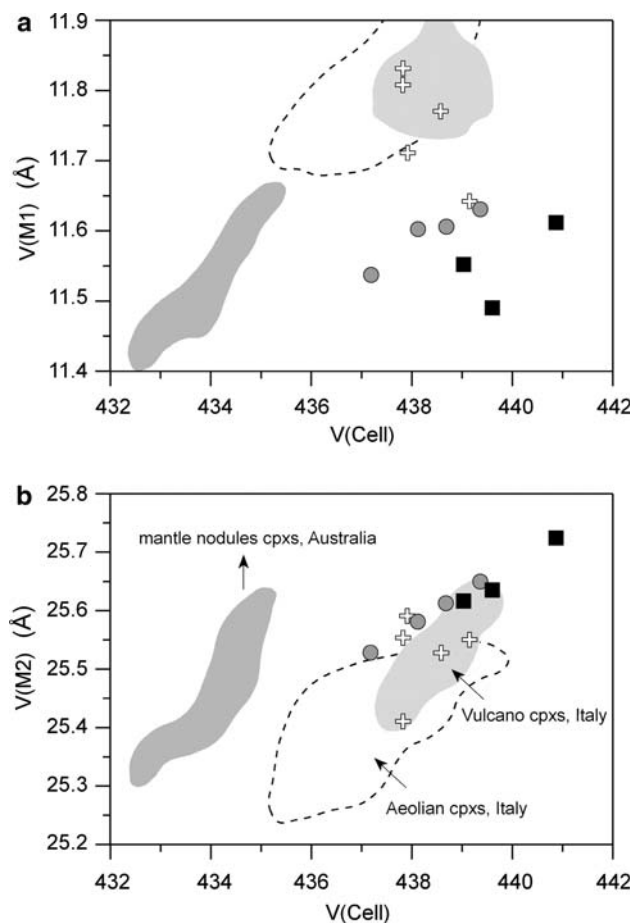 a
11.9
11.8
11.7
11.6
11.5
11.4
V(M1) (Å)
432 434 436 438 440 442
V(Cell)
b
25.8
25.7
25.6
25.5
25.4
25.3
25.2
V(M2) (Å)
mantle nodules cpxs, Australia
Vulcano cpxs, Italy
Aeolian cpxs, Italy
432 434 436 438 440 442
V(Cell)